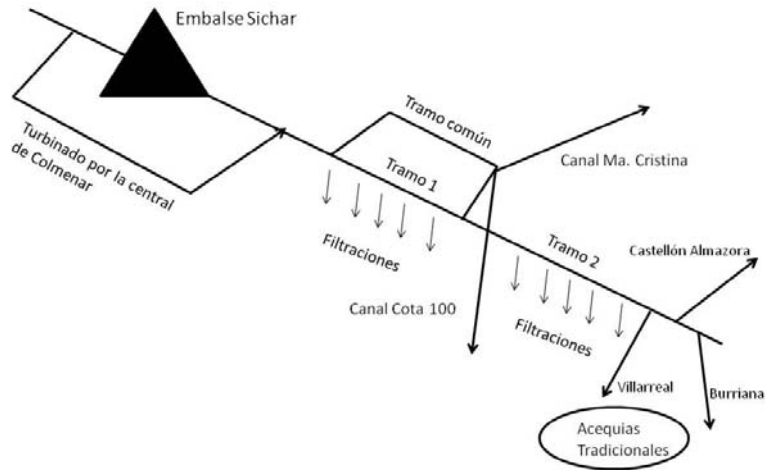 Embalse Sichar
Turbinado por la central
de Colmenar
Tramo común
Canal Ma. Cristina
Tramo 1
Filtraciones
Canal Cota 100
Tramo 2
Filtraciones
Castellón Almazora
Villarreal
Burriana
Acequias
Tradicionales